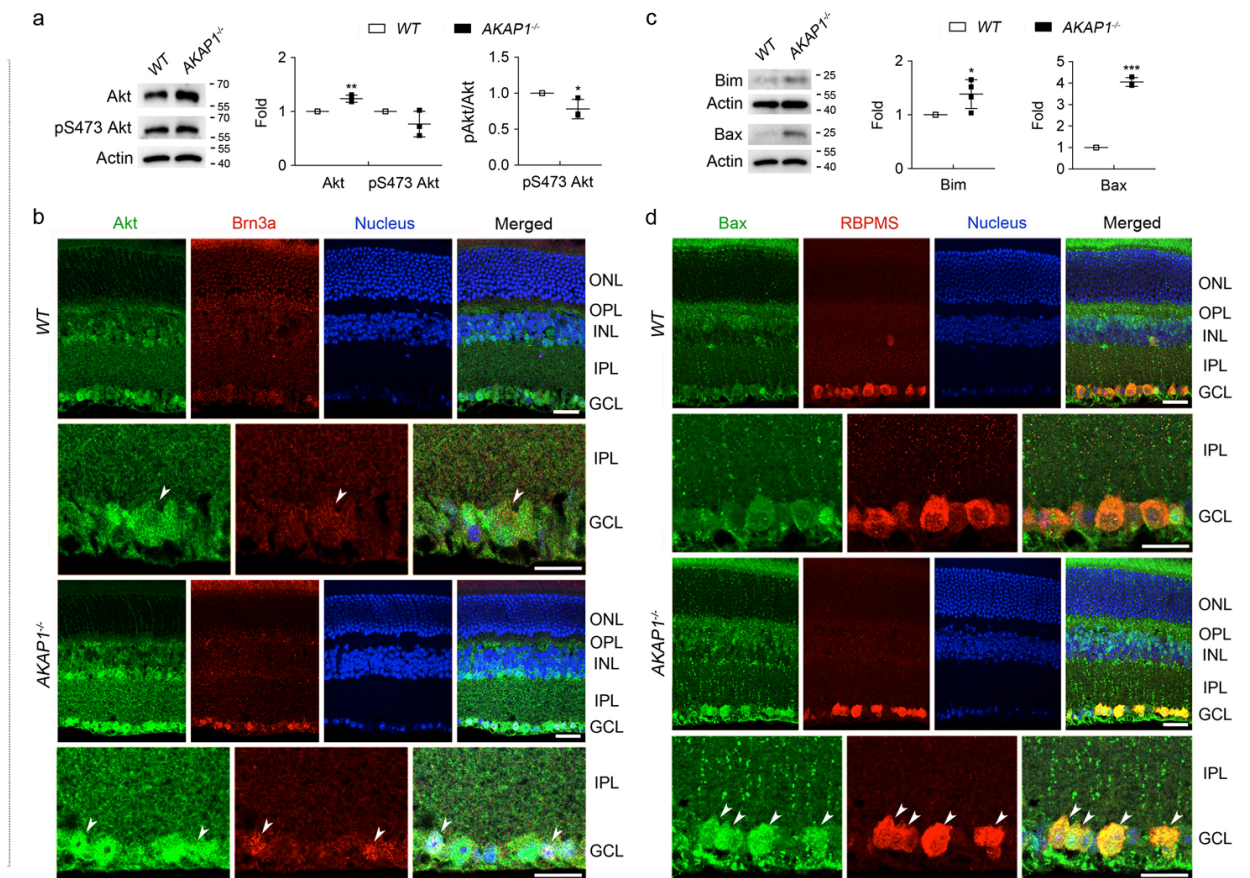 a
WT AKAP1-/-
WT AKAP1-/-
Akt
- 70
- 55
pS473 Akt
- 70
- 55
Actin
- 55
- 40
Fold
2
1
0
**
Akt pS473 Akt
pAkt/Akt
1.5
1.0
0.5
0.0
*
pS473 Akt
c
WT AKAP1-/-
WT AKAP1-/-
Bim
- 25
Actin
- 55
- 40
Bax
- 25
Actin
- 55
- 40
Fold
2
1
0
*
Bim
Fold
5
4
3
2
1
0
***
Bax
b
Akt Brn3a Nucleus Merged
WT
ONL
OPL
INL
IPL
GCL
IPL
GCL
AKAP1-/-
ONL
OPL
INL
IPL
GCL
IPL
GCL
d
Bax RBPMS Nucleus Merged
WT
ONL
OPL
INL
IPL
GCL
IPL
GCL
AKAP1-/-
ONL
OPL
INL
IPL
GCL
IPL
GCL